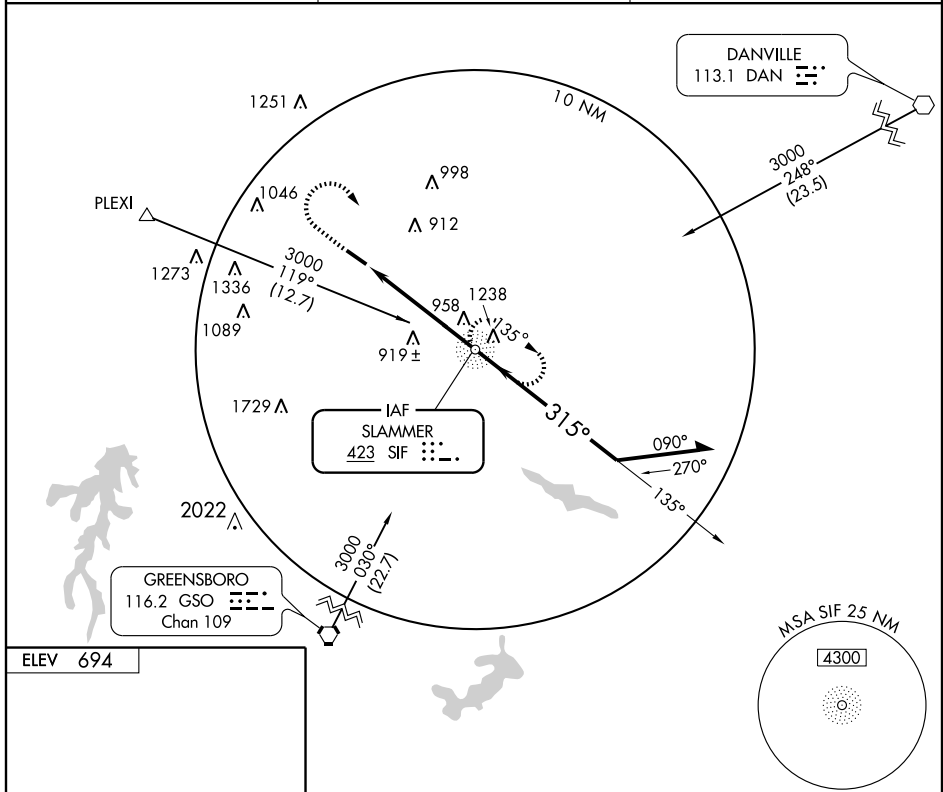 DANVILLE
113.1 DAN
10 NM
1251
3000
248°
(23.5)
998
1046
912
PLEXI
3000
119°
(12.7)
1273
1336
1089
958
1238
135°
919 ±
1729
IAF
SLAMMER
423 SIF
315°
090°
270°
135°
2022
3000
030°
(22.7)
GREENSBORO
116.2 GSO
Chan 109
MSA SIF 25 NM
4300
ELEV 694